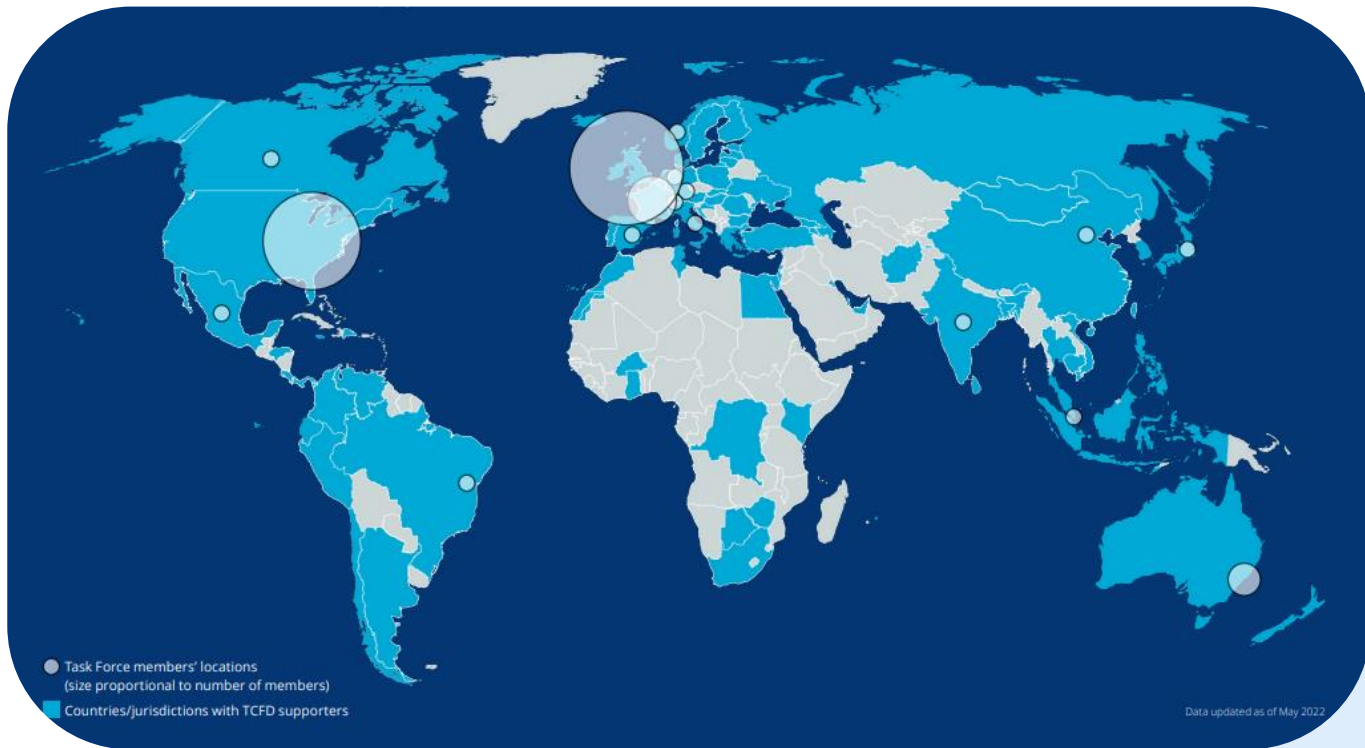 Task Force members' locations
(size proportional to number of members)
Countries/jurisdictions with TCFD supporters
Data updated as of May 2022